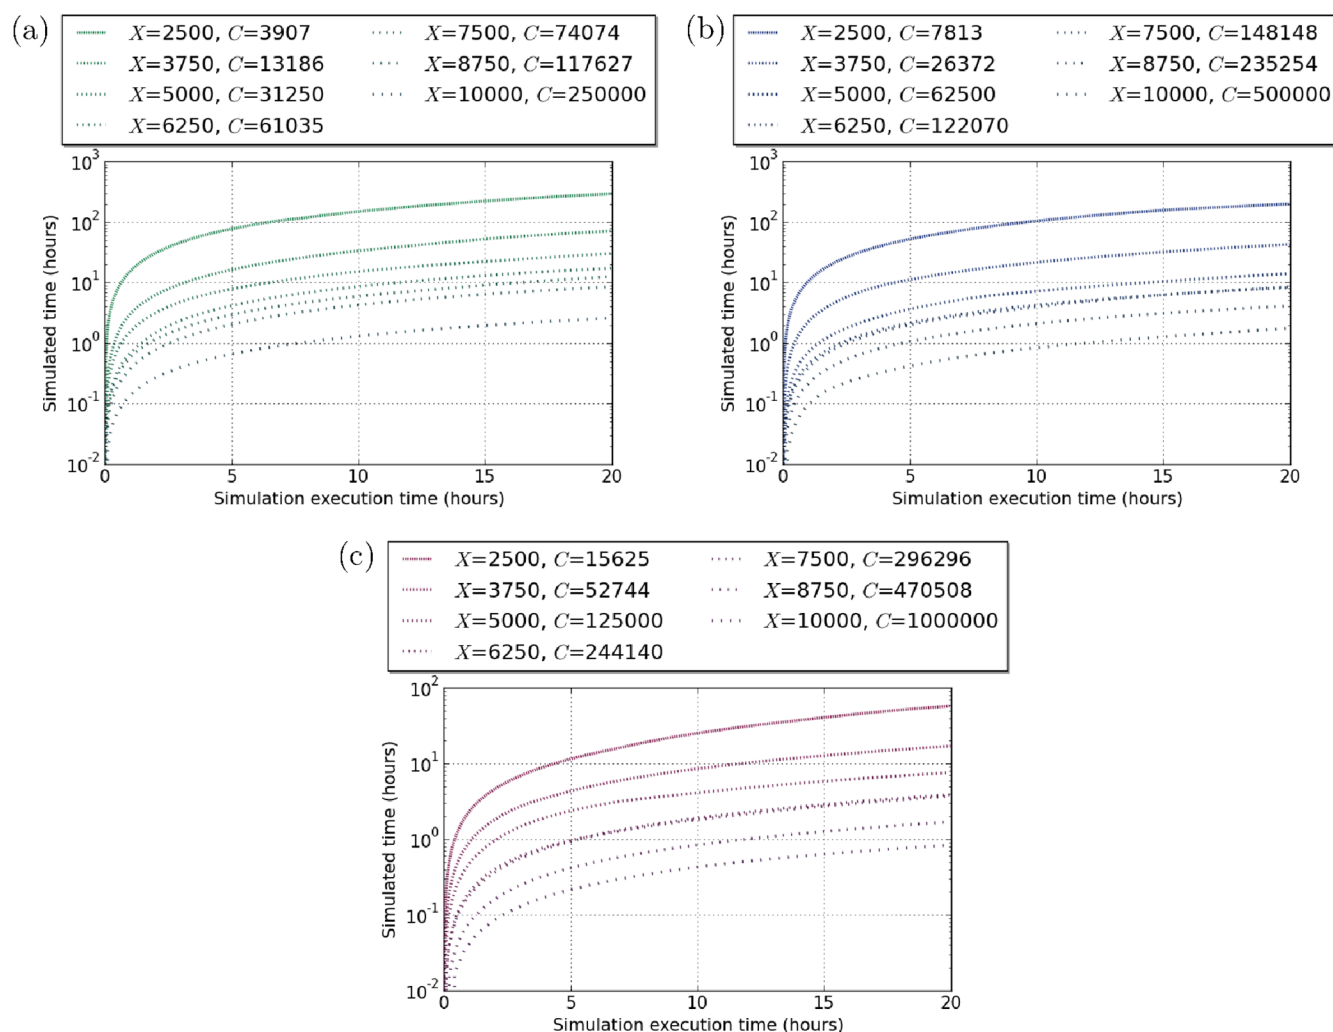 (a)
X=2500, C=3907 X=7500, C=74074
X=3750, C=13186 X=8750, C=117627
X=5000, C=31250 X=10000, C=250000
X=6250, C=61035
10^3
10^2
10^1
10^0
10^-1
10^-2
Simulated time (hours)
0 5 10 15 20
Simulation execution time (hours)
(b)
X=2500, C=7813 X=7500, C=148148
X=3750, C=26372 X=8750, C=235254
X=5000, C=62500 X=10000, C=500000
X=6250, C=122070
10^3
10^2
10^1
10^0
10^-1
10^-2
Simulated time (hours)
0 5 10 15 20
Simulation execution time (hours)
(c)
X=2500, C=15625 X=7500, C=296296
X=3750, C=52744 X=8750, C=470508
X=5000, C=125000 X=10000, C=1000000
X=6250, C=244140
10^2
10^1
10^0
10^-1
10^-2
Simulated time (hours)
0 5 10 15 20
Simulation execution time (hours)